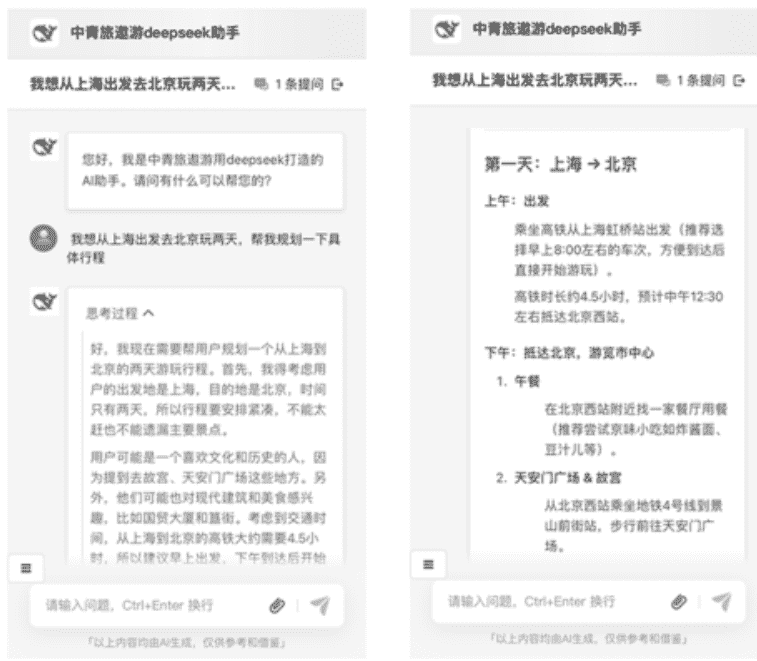 中青旅遨游deepseek助手
我想从上海出发去北京玩两天...
1 条提问
您好，我是中青旅遨游用deepseek打造的
AI助手。请问有什么可以帮您的?
我想从上海出发去北京玩两天，帮我规划一下具
体行程
思考过程
好，我现在需要帮用户规划一个从上海到
北京的两天游玩行程。首先，我得考虑用
户的出发地是上海，目的地是北京，时间
只有两天，所以行程要安排紧凑，不能太
赶也不能遗漏主要景点。
用户可能是一个喜欢文化和历史的人，因
为提到去故宫、天安门广场这些地方。另
外，他们可能也对现代建筑和美食感兴
趣，比如国贸大厦和簋街。考虑到交通时
间，从上海到北京的高铁大约需要4.5小
时，所以建议早上出发，下午到达后开始
请输入问题，Ctrl+Enter 换行
「以上内容均由AI生成，仅供参考和借鉴」
中青旅遨游deepseek助手
我想从上海出发去北京玩两天...
1 条提问
第一天：上海 → 北京
上午：出发
乘坐高铁从上海虹桥站出发（推荐选
择早上8:00左右的车次，方便到达后
直接开始游玩）。
高铁时长约4.5小时，预计中午12:30
左右抵达北京西站。
下午：抵达北京，游览市中心
1. 午餐
在北京西站附近找一家餐厅用餐
（推荐尝试京味小吃如炸酱面、
豆汁儿等）。
2. 天安门广场 & 故宫
从北京西站乘坐地铁4号线到景
山前街站，步行前往天安门广
场。
请输入问题，Ctrl+Enter 换行
「以上内容均由AI生成，仅供参考和借鉴」